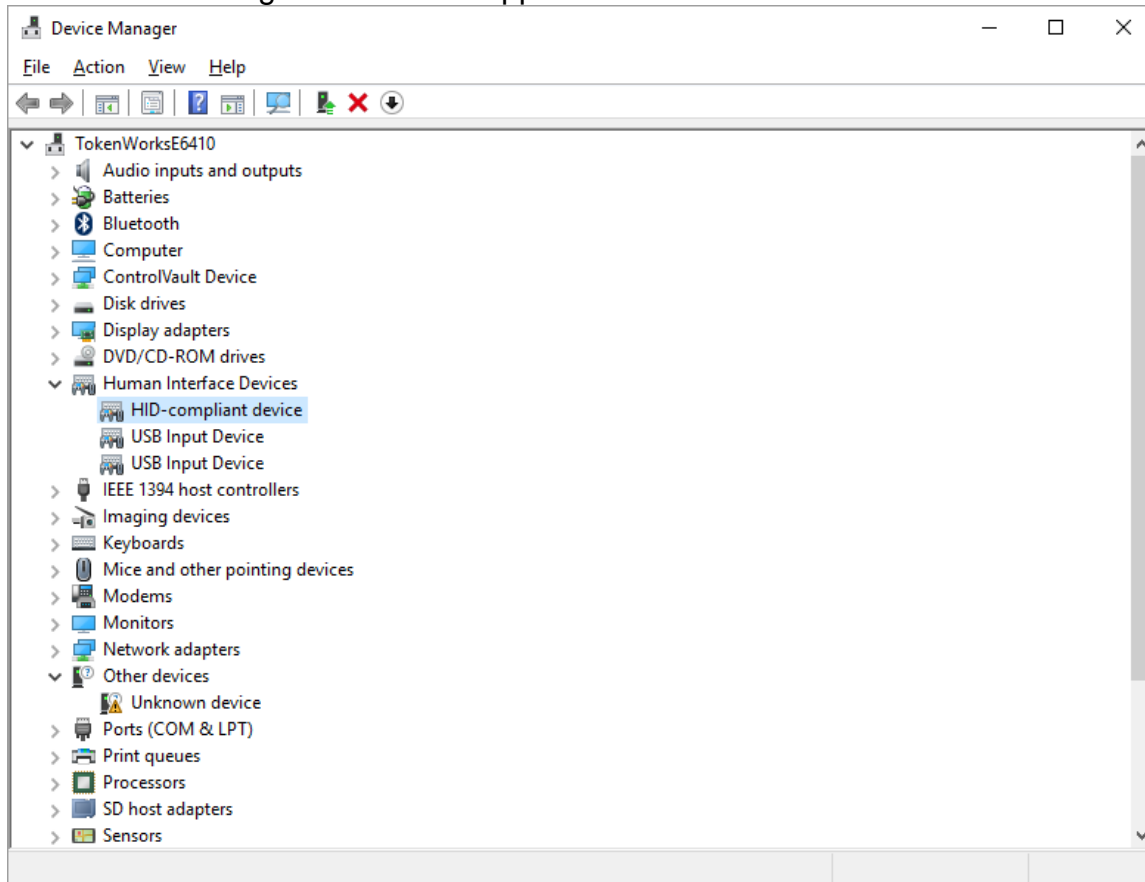 Device Manager
File Action View Help
TokenWorksE6410
Audio inputs and outputs
Batteries
Bluetooth
Computer
ControlVault Device
Disk drives
Display adapters
DVD/CD-ROM drives
Human Interface Devices
HID-compliant device
USB Input Device
USB Input Device
IEEE 1394 host controllers
Imaging devices
Keyboards
Mice and other pointing devices
Modems
Monitors
Network adapters
Other devices
Unknown device
Ports (COM & LPT)
Print queues
Processors
SD host adapters
Sensors